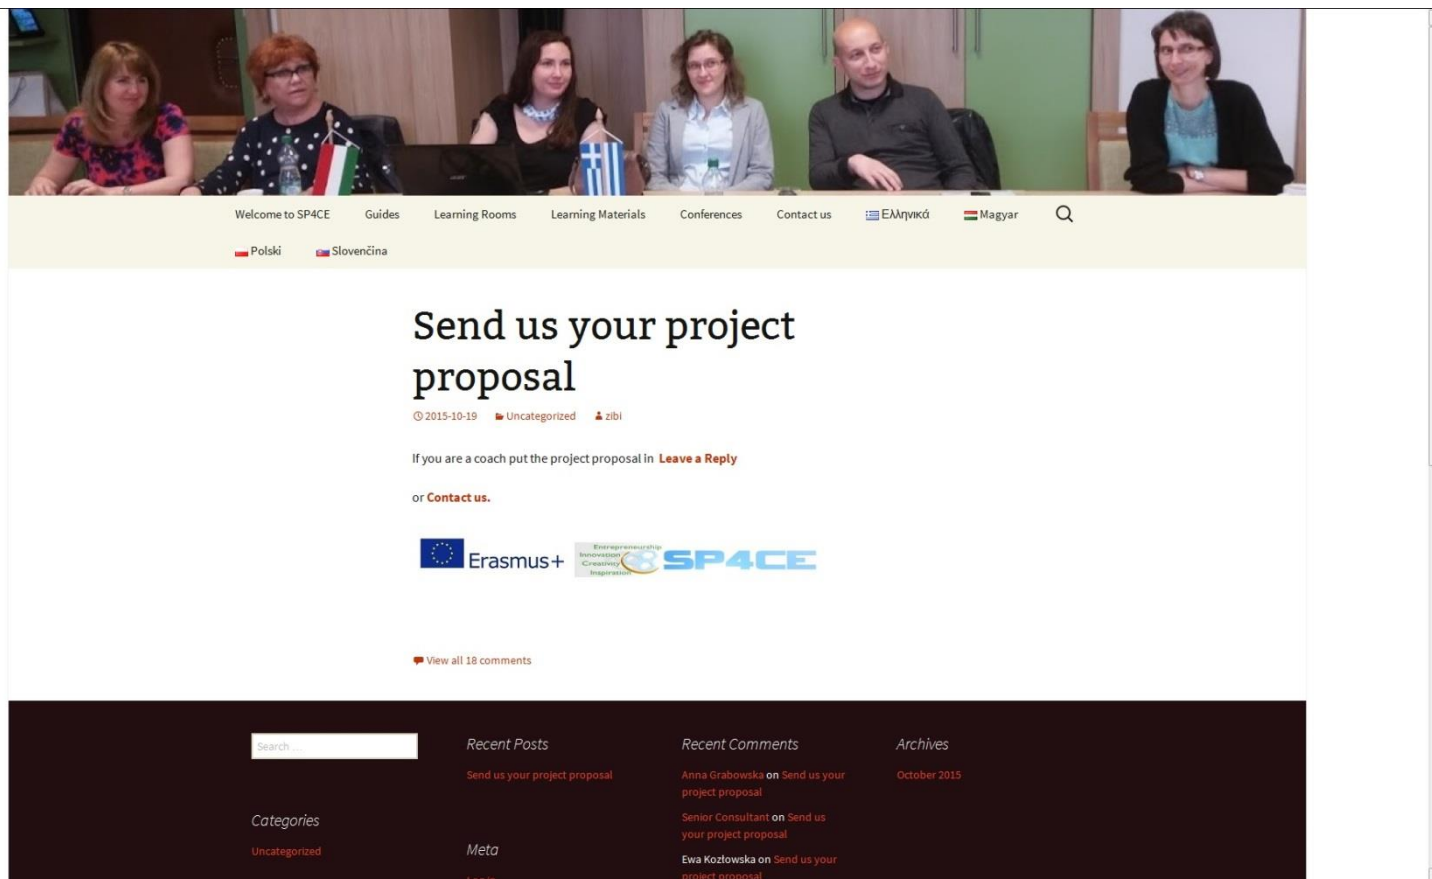 Welcome to SP4CE Guides Learning Rooms Learning Materials Conferences Contact us Ελληνικά Magyar
Polski Slovenčina
Send us your project
proposal
2015-10-19 Uncategorized zibi
If you are a coach put the project proposal in Leave a Reply
or Contact us.
Erasmus+
Entrepreneurship
Innovation
Creativity
Inspiration
SP4CE
View all 18 comments
Search ...
Categories
Uncategorized
Recent Posts
Send us your project proposal
Meta
Log in
Recent Comments
Anna Grabowska on Send us your
project proposal
Senior Consultant on Send us
your project proposal
Ewa Kozłowska on Send us your
project proposal
Archives
October 2015